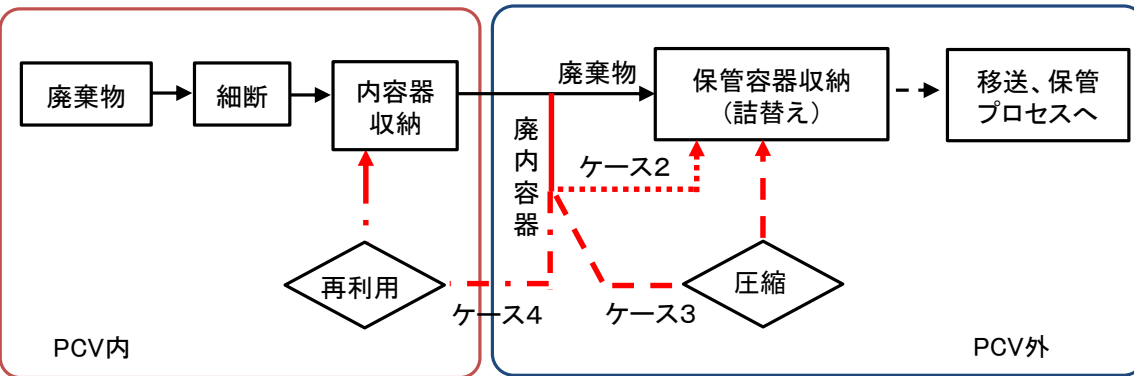 廃棄物
細断
内容器
収納
廃棄物
保管容器収納
(詰替え)
移送、保管
プロセスへ
廃内容器
ケース2
再利用
圧縮
ケース4
ケース3
PCV内
PCV外